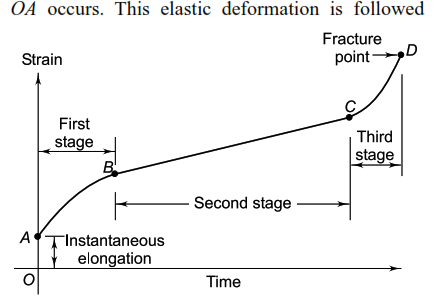 OA occurs. This elastic deformation is followed
Fracture
point
D
Strain
C
First
stage
Third
stage
B
Second stage
A
Instantaneous
elongation
O
Time